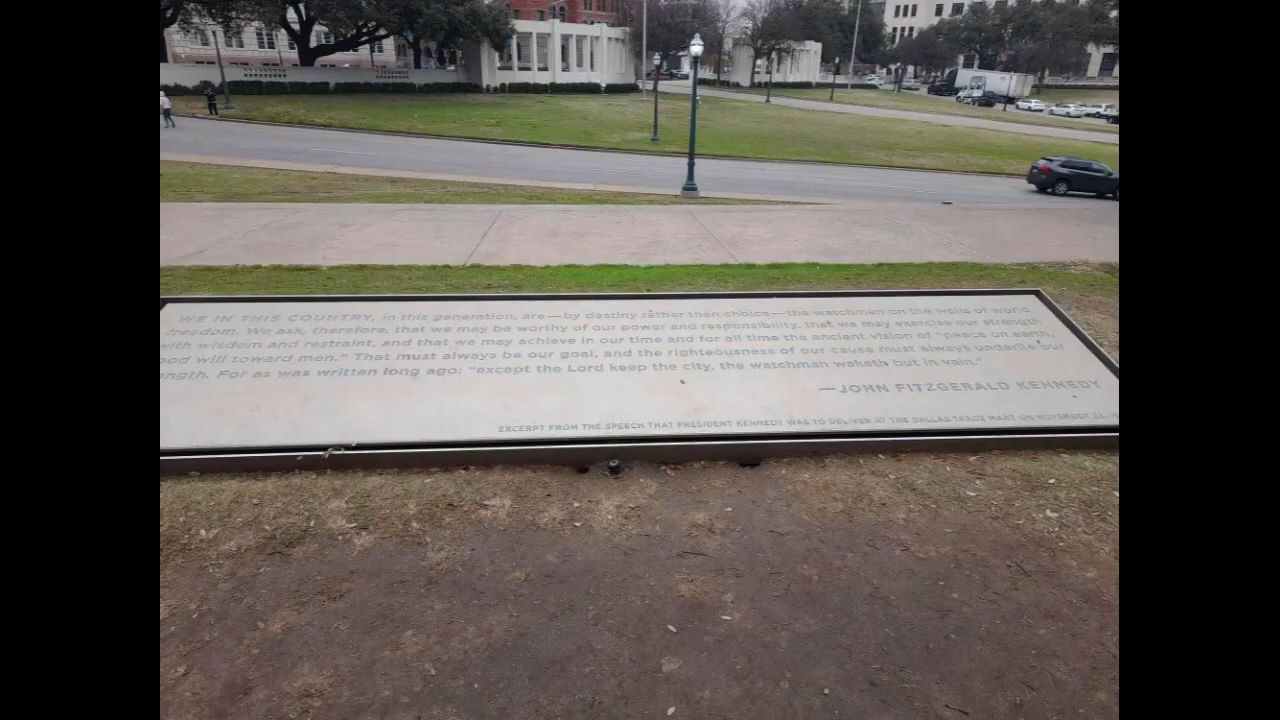 WE IN THIS COUNTRY, in this generation, are—by destiny rather than choice—the watchmen on the walls of world
freedom. We ask, therefore, that we may be worthy of our power and responsibility, that we may exercise our strength
with wisdom and restraint, and that we may achieve in our time and for all time the ancient vision of "peace on earth,
ood will toward men." That must always be our goal, and the righteousness of our cause must always underlie our
ength. For as was written long ago: "except the Lord keep the city, the watchman waketh but in vain."
—JOHN FITZGERALD KENNEDY
EXCERPT FROM THE SPEECH THAT PRESIDENT KENNEDY WAS TO DELIVER AT THE DALLAS TRADE MART ON NOVEMBER 22,